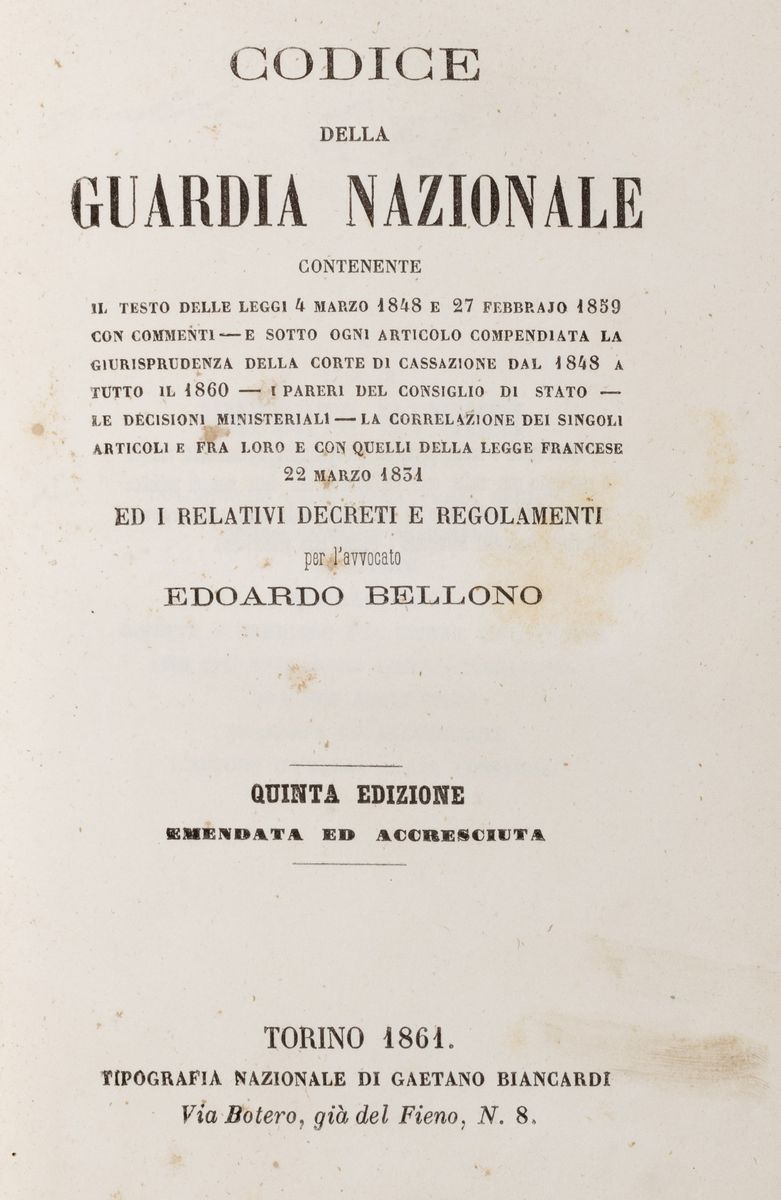 CODICE
DELLA
GUARDIA NAZIONALE
CONTENENTE
IL TESTO DELLE LEGGI 4 MARZO 1848 E 27 FEBBRAJO 1859
CON COMMENTI — E SOTTO OGNI ARTICOLO COMPENDIATA LA
GIURISPRUDENZA DELLA CORTE DI CASSAZIONE DAL 1848 A
TUTTO IL 1860 — I PARERI DEL CONSIGLIO DI STATO —
LE DECISIONI MINISTERIALI — LA CORRELAZIONE DEI SINGOLI
ARTICOLI E FRA LORO E CON QUELLI DELLA LEGGE FRANCESE
22 MARZO 1831
ED I RELATIVI DECRETI E REGOLAMENTI
per l'avvocato
EDOARDO BELLONO
QUINTA EDIZIONE
EMENDATA ED ACCRESCIUTA
TORINO 1861.
TIPOGRAFIA NAZIONALE DI GAETANO BIANCARDI
Via Botero, già del Fieno, N. 8.